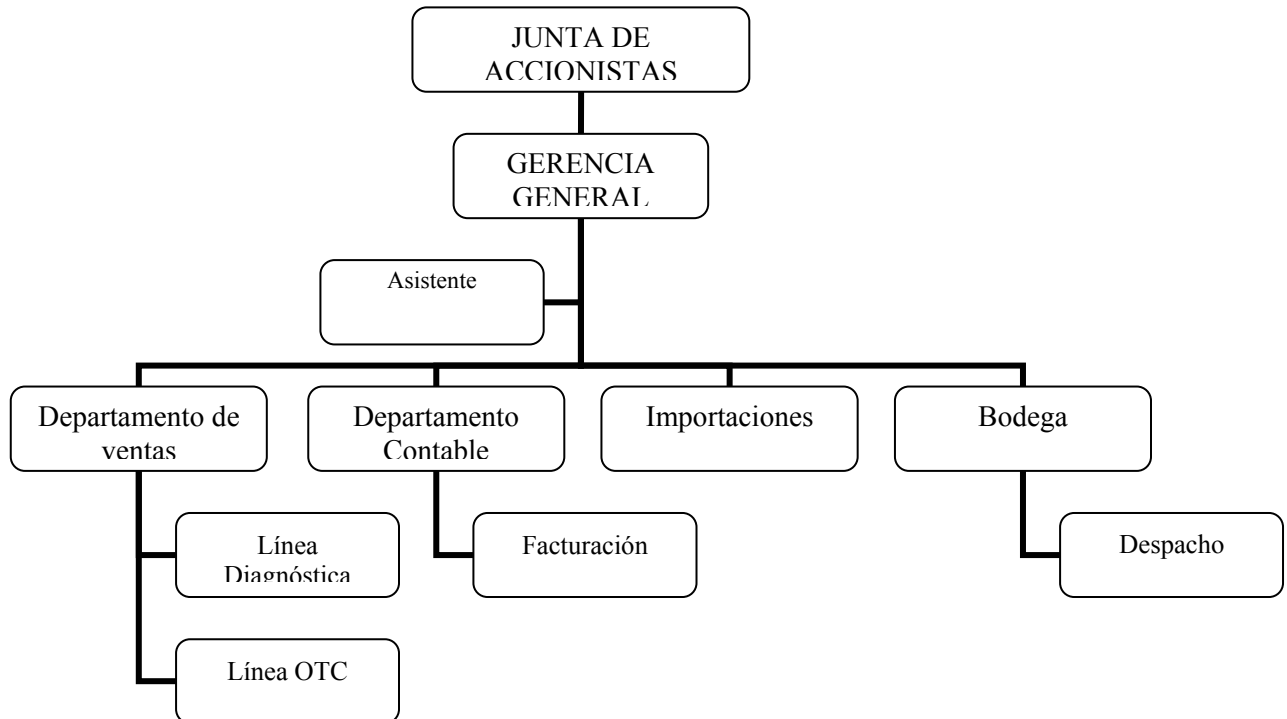 JUNTA DE
ACCIONISTAS
GERENCIA
GENERAL
Asistente
Departamento de
ventas
Departamento
Contable
Importaciones
Bodega
Línea
Diagnóstica
Facturación
Despacho
Línea OTC